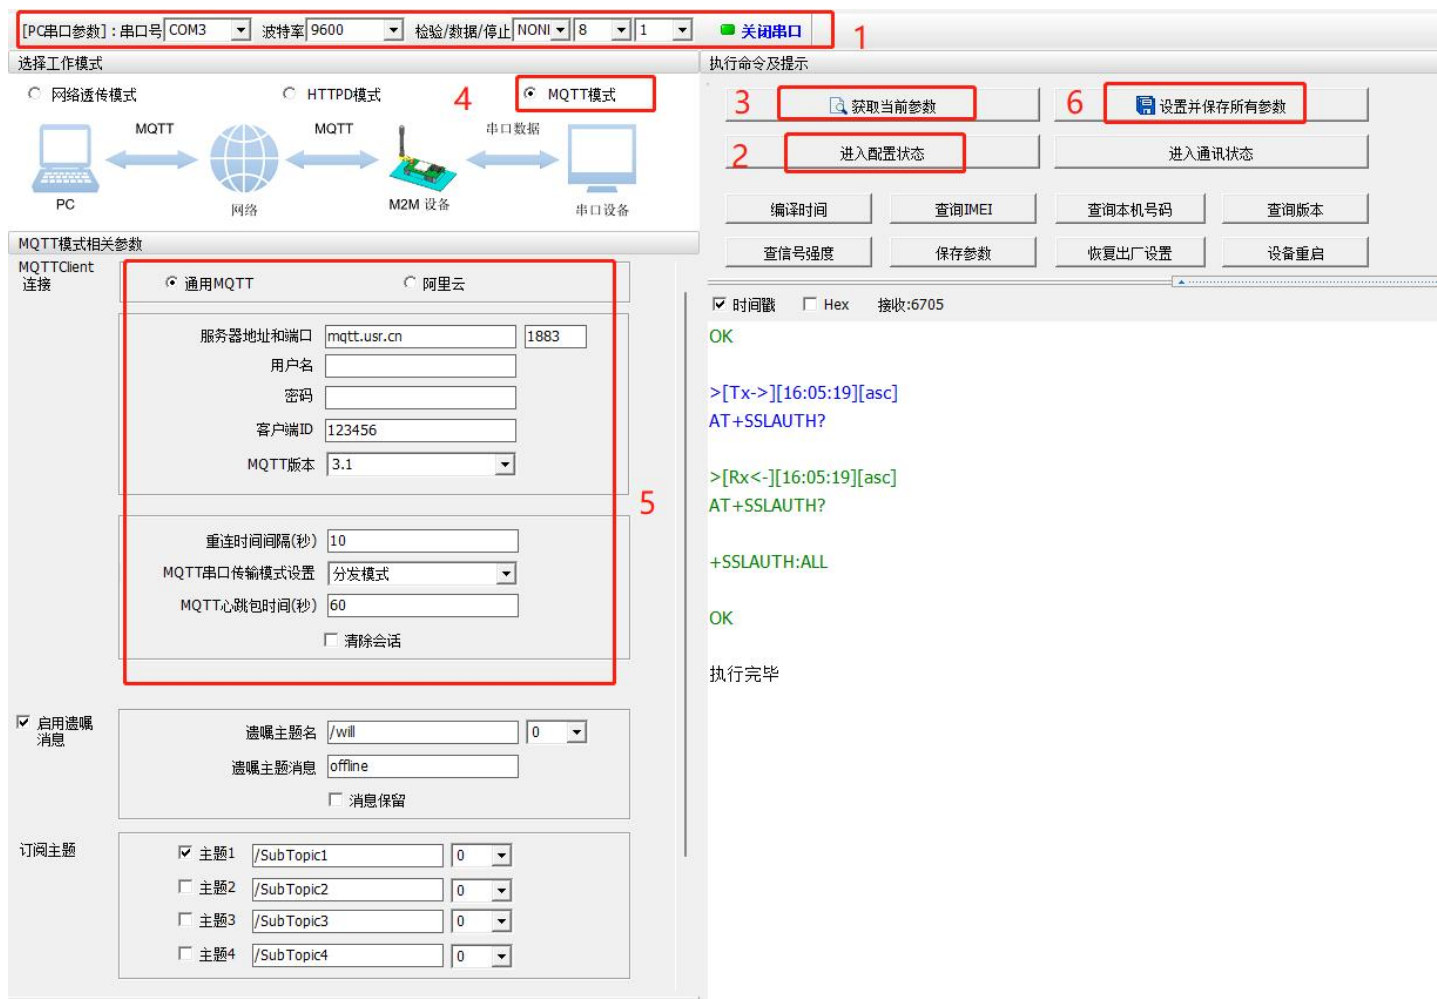 [PC串口参数]：串口号 COM3 波特率 9600 检验/数据/停止 NONI 8 1 关闭串口 1
选择工作模式
网络透传模式 HTTPD模式 4 MQTT模式
MQTT MQTT 串口数据
PC 网络 M2M 设备 串口设备
MQTT模式相关参数
MQTTClient
连接
通用MQTT 阿里云
服务器地址和端口 mqtt.usr.cn 1883
用户名
密码
客户端ID 123456
MQTT版本 3.1
5
重连时间间隔(秒) 10
MQTT串口传输模式设置 分发模式
MQTT心跳包时间(秒) 60
清除会话
启用遗嘱
消息
遗嘱主题名 /will 0
遗嘱主题消息 offline
消息保留
订阅主题
主题1 /SubTopic1 0
主题2 /SubTopic2 0
主题3 /SubTopic3 0
主题4 /SubTopic4 0
执行命令及提示
3 获取当前参数 6 设置并保存所有参数
2 进入配置状态 进入通讯状态
编译时间 查询IMEI 查询本机号码 查询版本
查信号强度 保存参数 恢复出厂设置 设备重启
时间戳 Hex 接收:6705
OK
>[Tx->][16:05:19][asc]
AT+SSLAUTH?
>[Rx<-][16:05:19][asc]
AT+SSLAUTH?
+SSLAUTH:ALL
OK
执行完毕